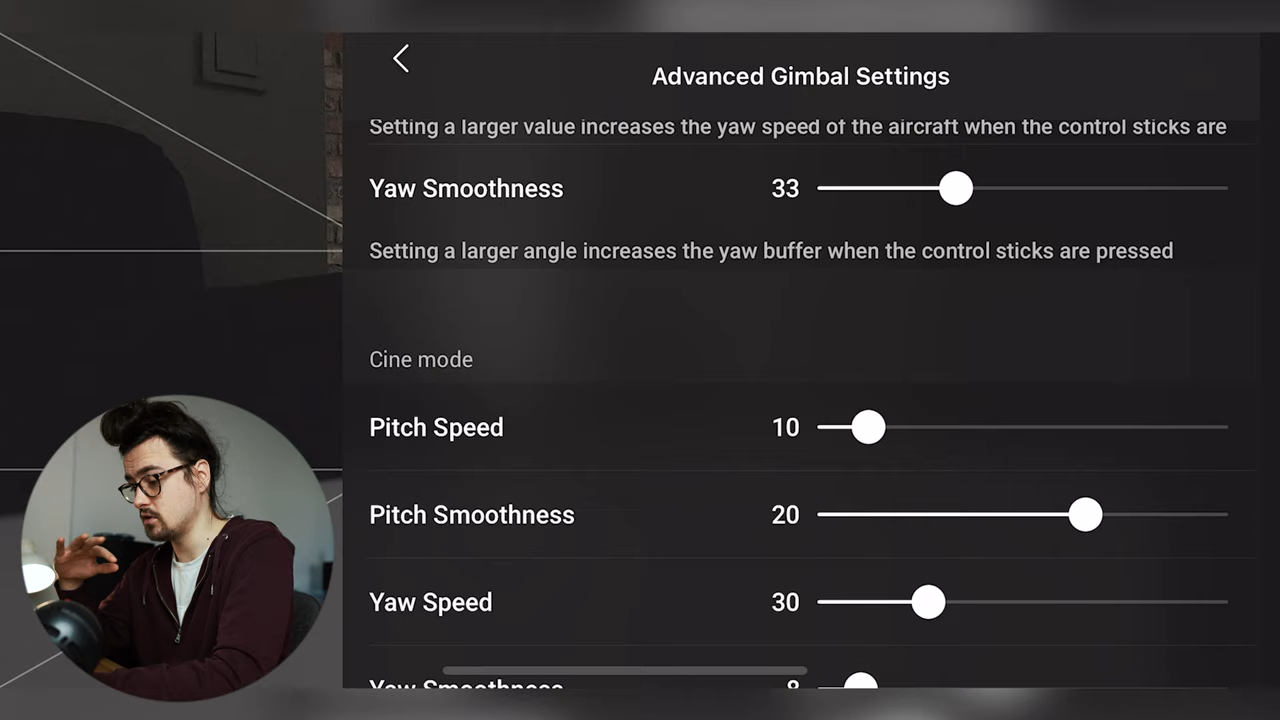 Advanced Gimbal Settings
Setting a larger value increases the yaw speed of the aircraft when the control sticks are
Yaw Smoothness 33
Setting a larger angle increases the yaw buffer when the control sticks are pressed
Cine mode
Pitch Speed 10
Pitch Smoothness 20
Yaw Speed 30
Yaw Smoothness 8